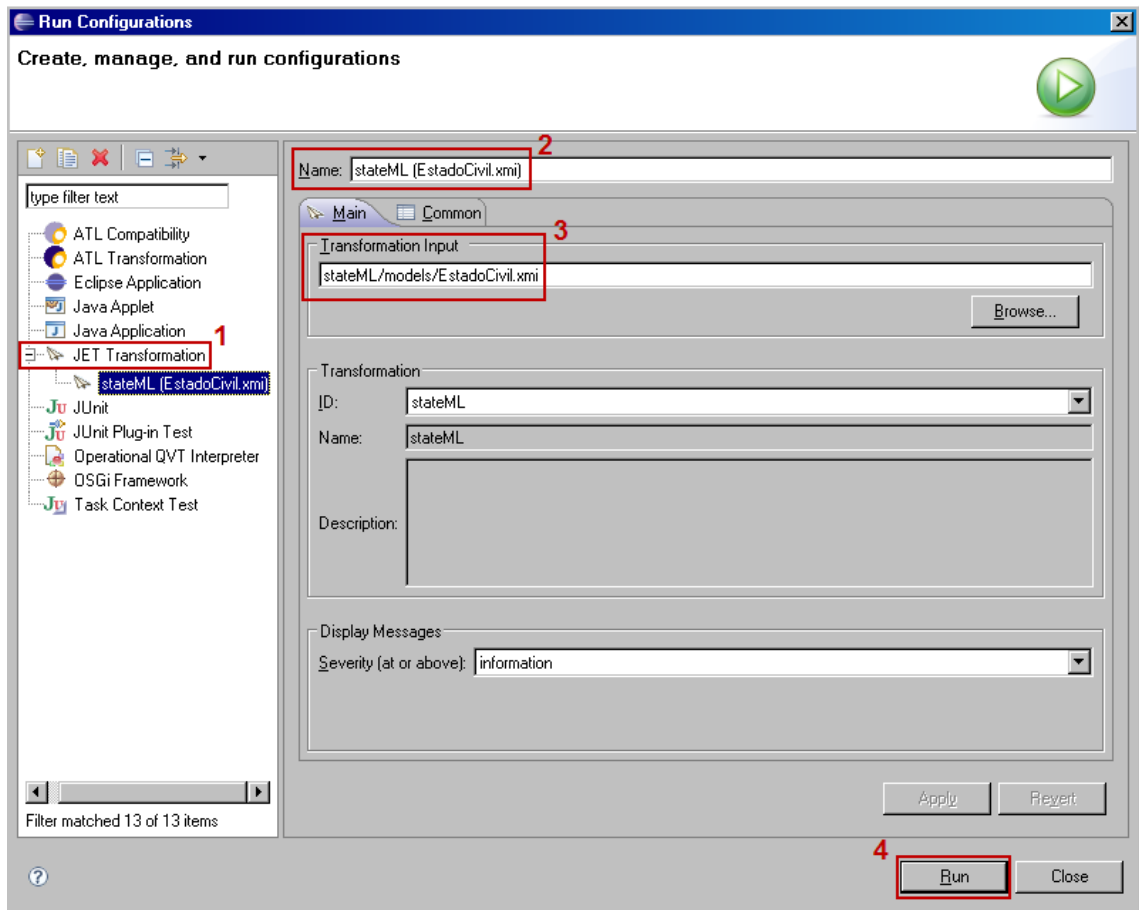 Run Configurations
Create, manage, and run configurations
type filter text
ATL Compatibility
ATL Transformation
Eclipse Application
Java Applet
Java Application
1
JET Transformation
stateML (EstadoCivil.xmi)
JUnit
JUnit Plug-in Test
Operational QVT Interpreter
OSGi Framework
Task Context Test
Filter matched 13 of 13 items
2
Name: stateML (EstadoCivil.xmi)
Main Common
3
Transformation Input
stateML/models/EstadoCivil.xmi
Browse...
Transformation
ID: stateML
Name: stateML
Description:
Display Messages
Severity (at or above): information
Apply Revert
4
Run Close